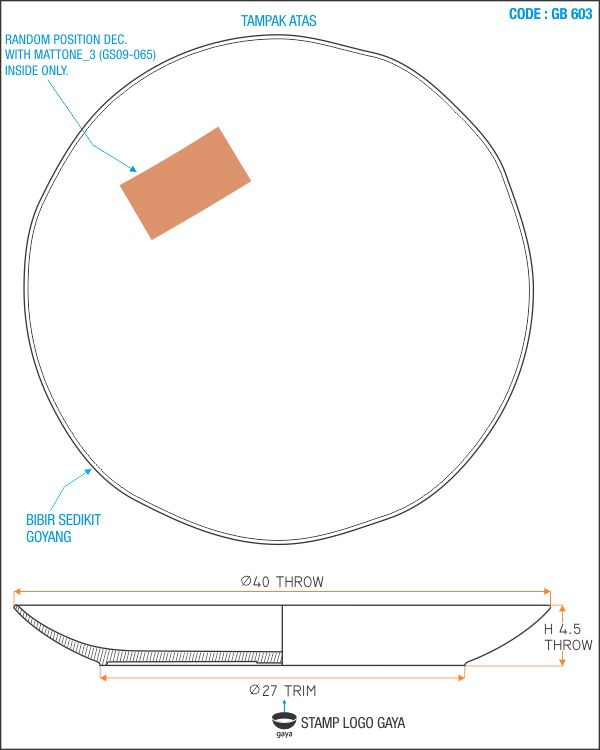 TAMPAK ATAS
CODE : GB 603
RANDOM POSITION DEC.
WITH MATTONE_3 (GS09-065)
INSIDE ONLY.
BIBIR SEDIKIT
GOYANG
Ø40 THROW
H 4.5
THROW
Ø27 TRIM
gaya
STAMP LOGO GAYA